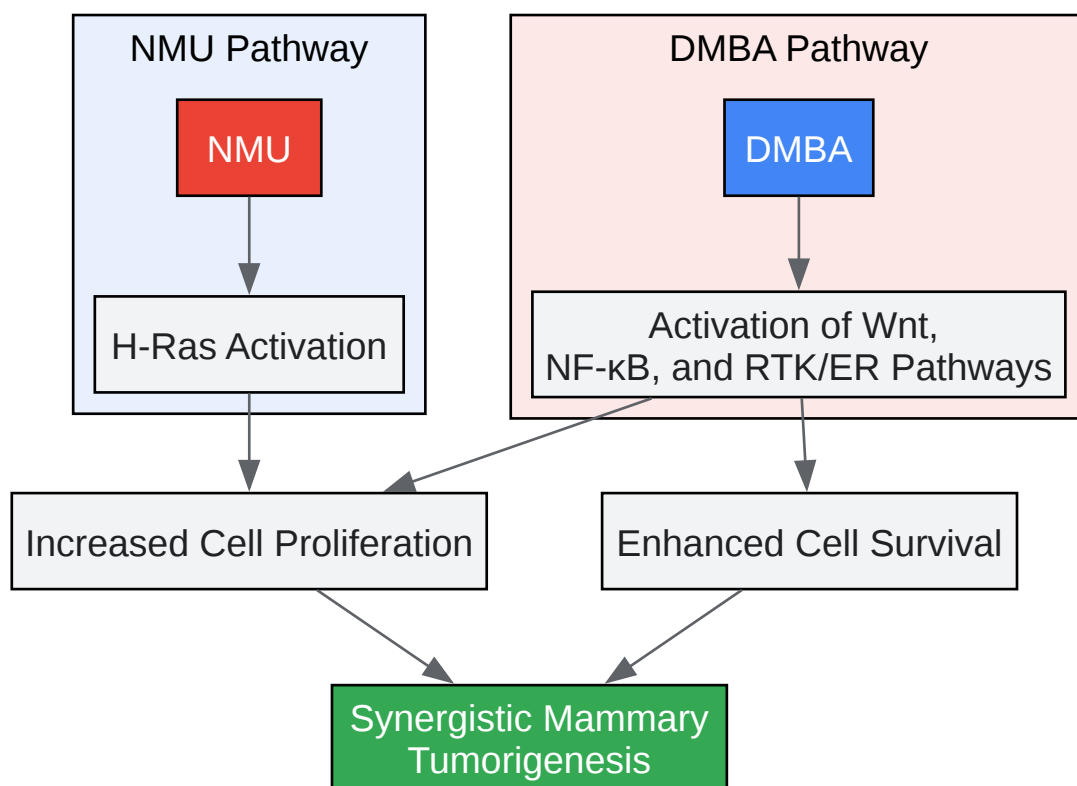 NMU Pathway
DMBA Pathway
NMU
DMBA
H-Ras Activation
Activation of Wnt,
NF-κB, and RTK/ER Pathways
Increased Cell Proliferation
Enhanced Cell Survival
Synergistic Mammary
Tumorigenesis